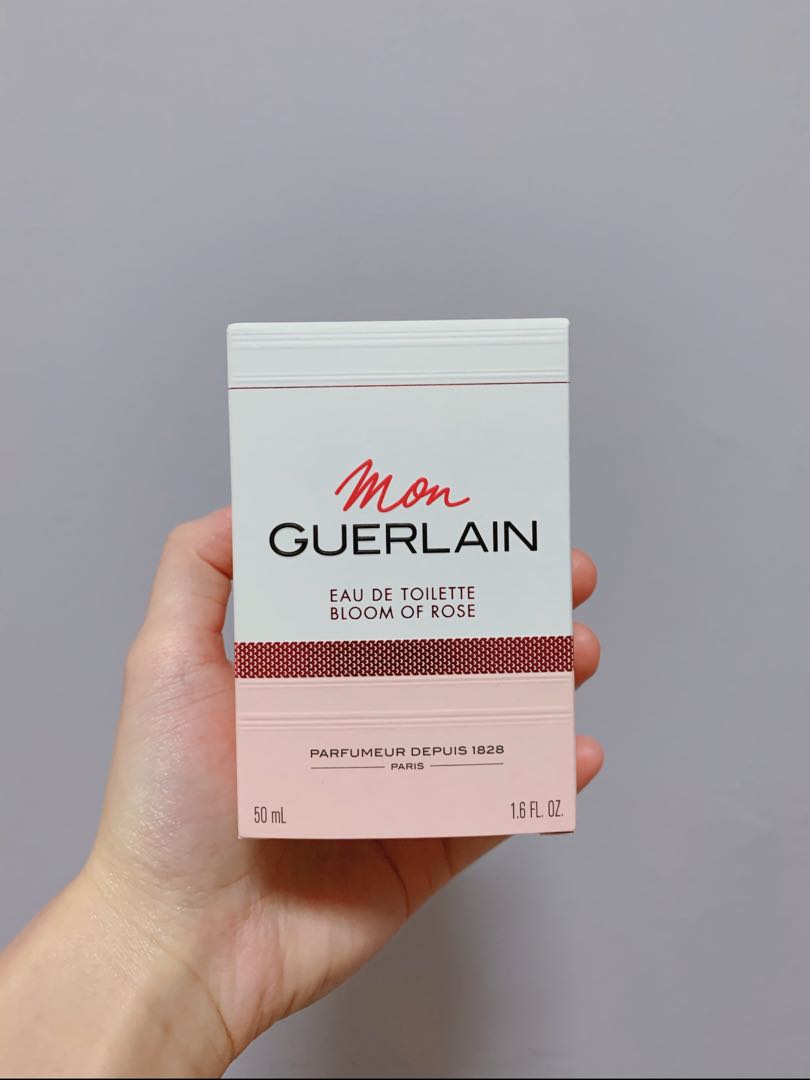 Mon
GUERLAIN
EAU DE TOILETTE
BLOOM OF ROSE
PARFUMEUR DEPUIS 1828
PARIS
50 mL 1.6 FL. OZ.